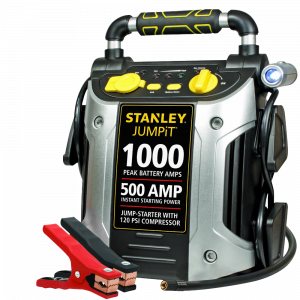 STANLEY
JUMPiT
1000
PEAK BATTERY AMPS
500 AMP
INSTANT STARTING POWER
JUMP-STARTER WITH
120 PSI COMPRESSOR